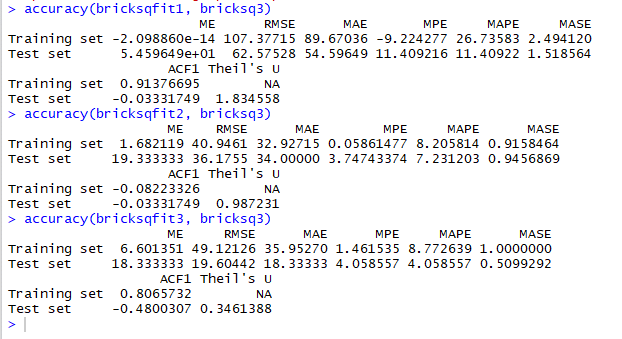 > accuracy(bricksqfit1, bricksq3)
ME RMSE MAE MPE MAPE MASE
Training set -2.098860e-14 107.37715 89.67036 -9.224277 26.73583 2.494120
Test set 5.459649e+01 62.57528 54.59649 11.409216 11.40922 1.518564
ACF1 Theil's U
Training set 0.91376695 NA
Test set -0.03331749 1.834558
> accuracy(bricksqfit2, bricksq3)
ME RMSE MAE MPE MAPE MASE
Training set 1.682119 40.9461 32.92715 0.05861477 8.205814 0.9158464
Test set 19.333333 36.1755 34.00000 3.74743374 7.231203 0.9456869
ACF1 Theil's U
Training set -0.08223326 NA
Test set -0.03331749 0.987231
> accuracy(bricksqfit3, bricksq3)
ME RMSE MAE MPE MAPE MASE
Training set 6.601351 49.12126 35.95270 1.461535 8.772639 1.0000000
Test set 18.333333 19.60442 18.33333 4.058557 4.058557 0.5099292
ACF1 Theil's U
Training set 0.8065732 NA
Test set -0.4800307 0.3461388
>